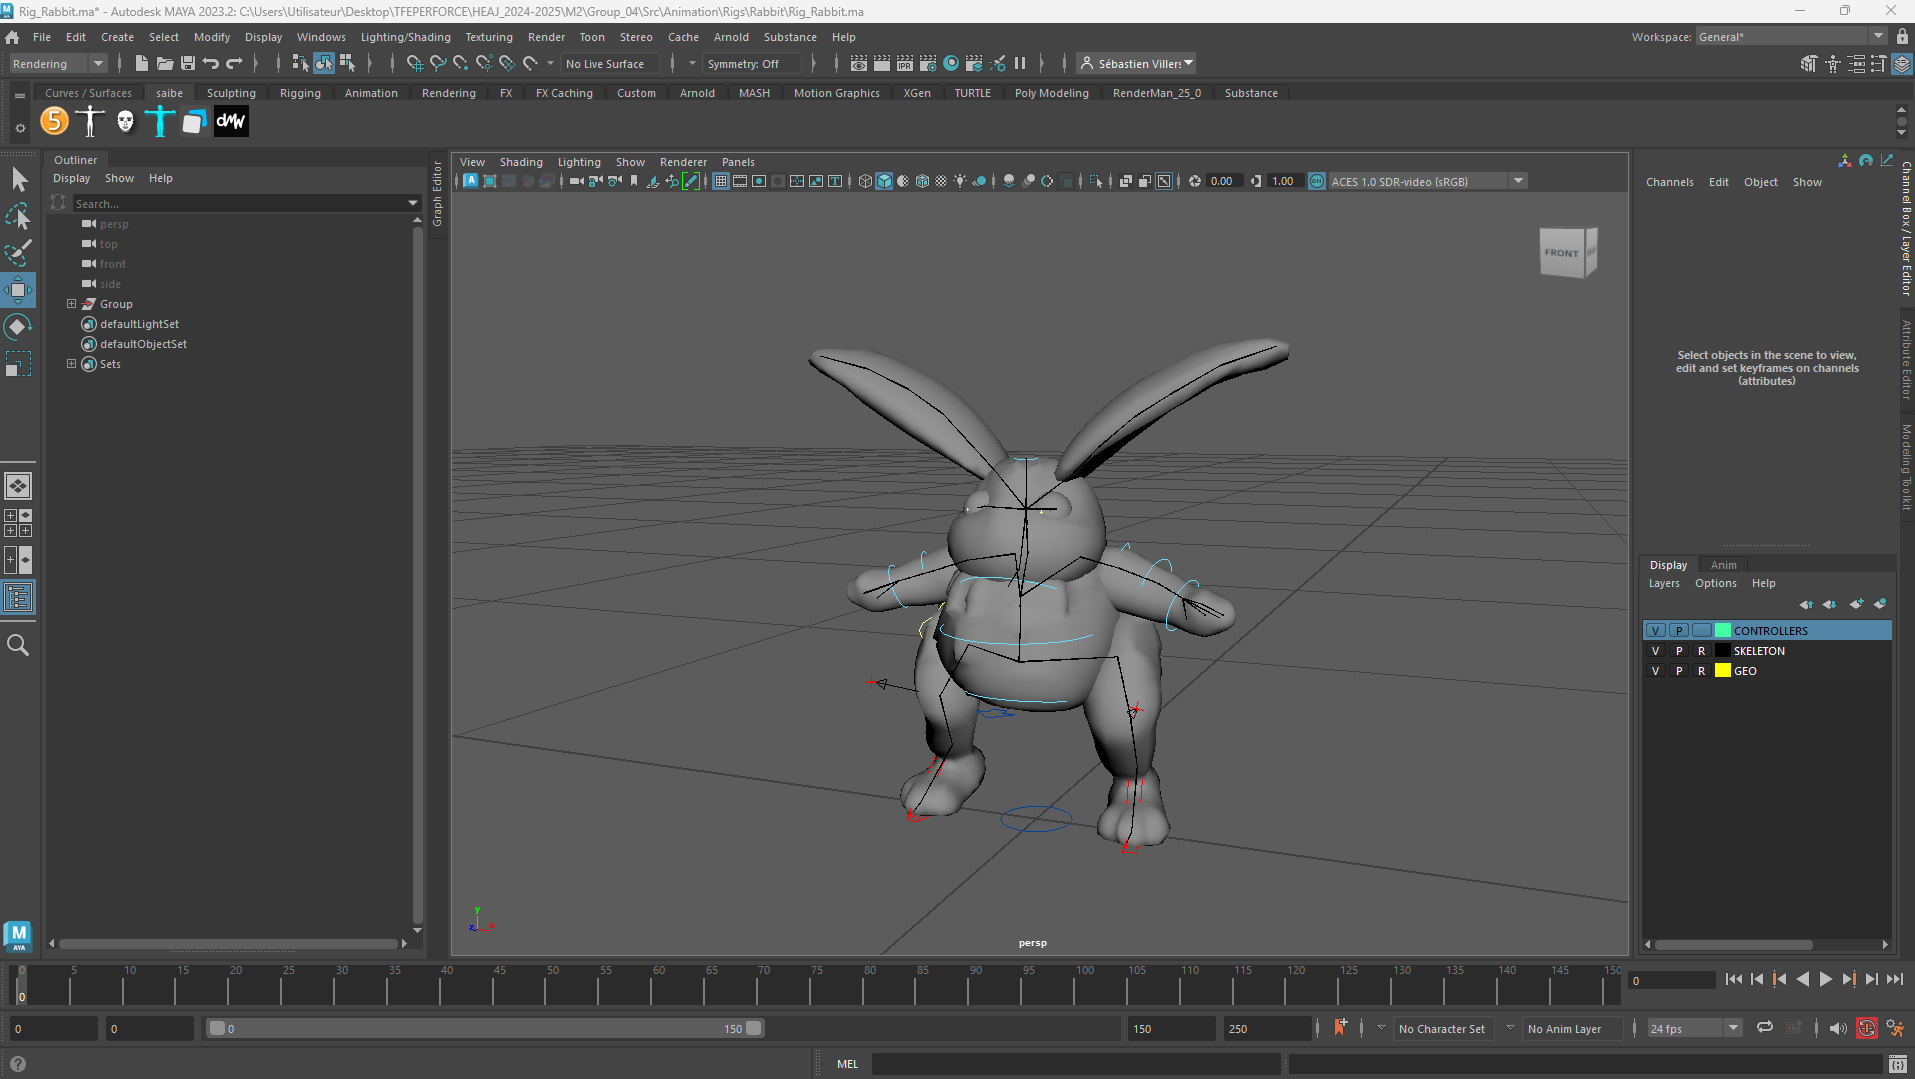 Rig_Rabbit.ma* - Autodesk MAYA 2023.2: C:\Users\Utilisateur\Desktop\TFEPERFORCE\HEAJ_2024-2025\M2\Group_04\Src\Animation\Rigs\Rabbit\Rig_Rabbit.ma
File Edit Create Select Modify Display Windows Lighting/Shading Texturing Render Toon Stereo Cache Arnold Substance Help
Workspace: General*
Rendering
No Live Surface
Symmetry: Off
IPR
Sébastien Villers
Curves / Surfaces saibe Sculpting Rigging Animation Rendering FX FX Caching Custom Arnold MASH Motion Graphics XGen TURTLE Poly Modeling RenderMan_25_0 Substance
5
dMW
Outliner
Display Show Help
Search...
persp
top
front
side
Group
defaultLightSet
defaultObjectSet
Sets
Graph Editor
View Shading Lighting Show Renderer Panels
0.00
1.00
ON
ACES 1.0 SDR-video (sRGB)
FRONT
persp
y
z
x
Channels Edit Object Show
Select objects in the scene to view,
edit and set keyframes on channels
(attributes)
Channel Box / Layer Editor
Attribute Editor
Modeling Toolkit
Display Anim
Layers Options Help
V P CONTROLLERS
V P R SKELETON
V P R GEO
M
AYA
0 5 10 15 20 25 30 35 40 45 50 55 60 65 70 75 80 85 90 95 100 105 110 115 120 125 130 135 140 145 150
0
0
0
0
0
150
150
250
No Character Set
No Anim Layer
24 fps
MEL